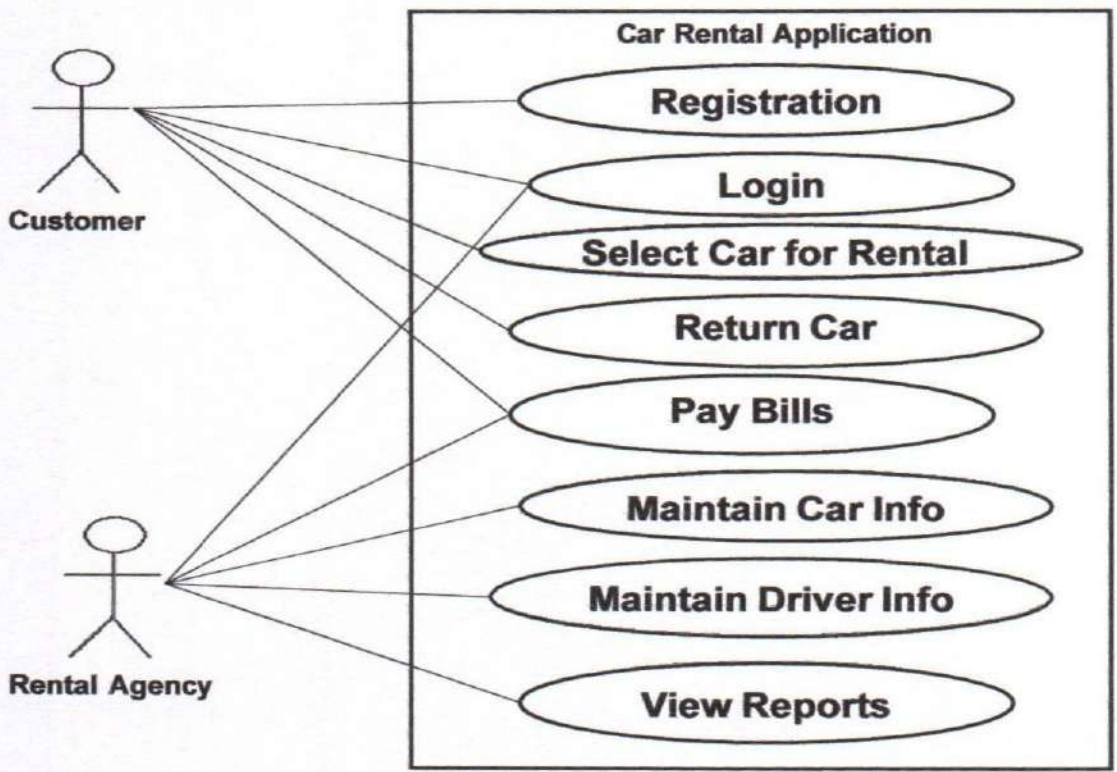 Car Rental Application
Registration
Login
Customer
Select Car for Rental
Return Car
Pay Bills
Maintain Car Info
Maintain Driver Info
Rental Agency
View Reports